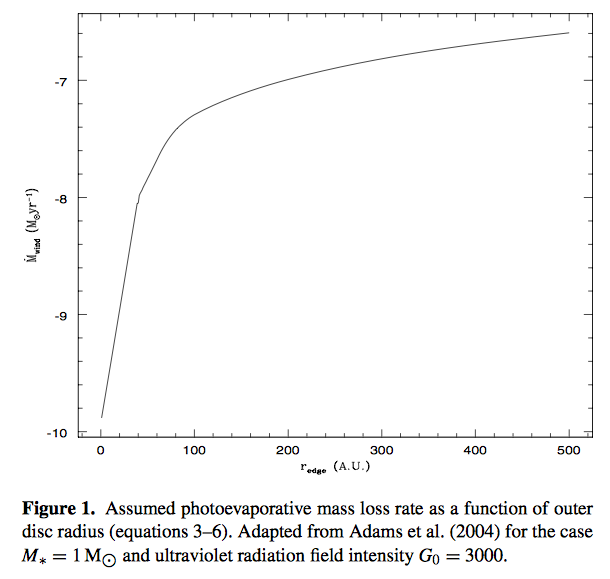 -7
-8
-9
-10
Ṁwind (M⊙yr⁻¹)
0 100 200 300 400 500
redge (A.U.)
Figure 1. Assumed photoevaporative mass loss rate as a function of outer
disc radius (equations 3–6). Adapted from Adams et al. (2004) for the case
M∗ = 1 M⊙ and ultraviolet radiation field intensity G₀ = 3000.